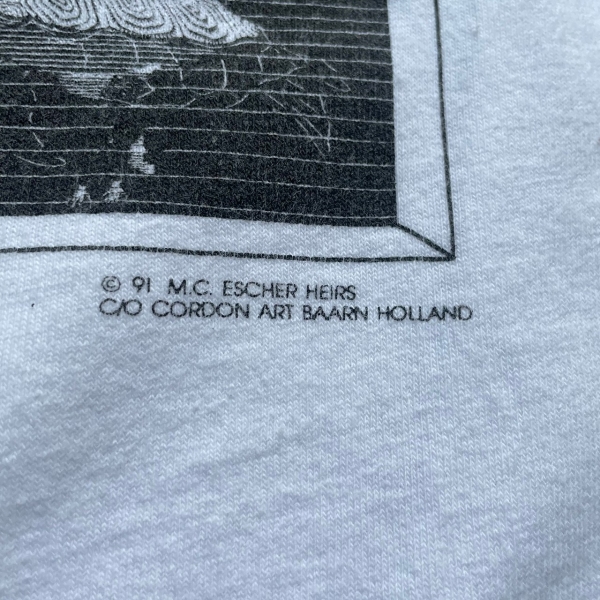 © 91 M.C. ESCHER HEIRS
C/O CORDON ART BAARN HOLLAND